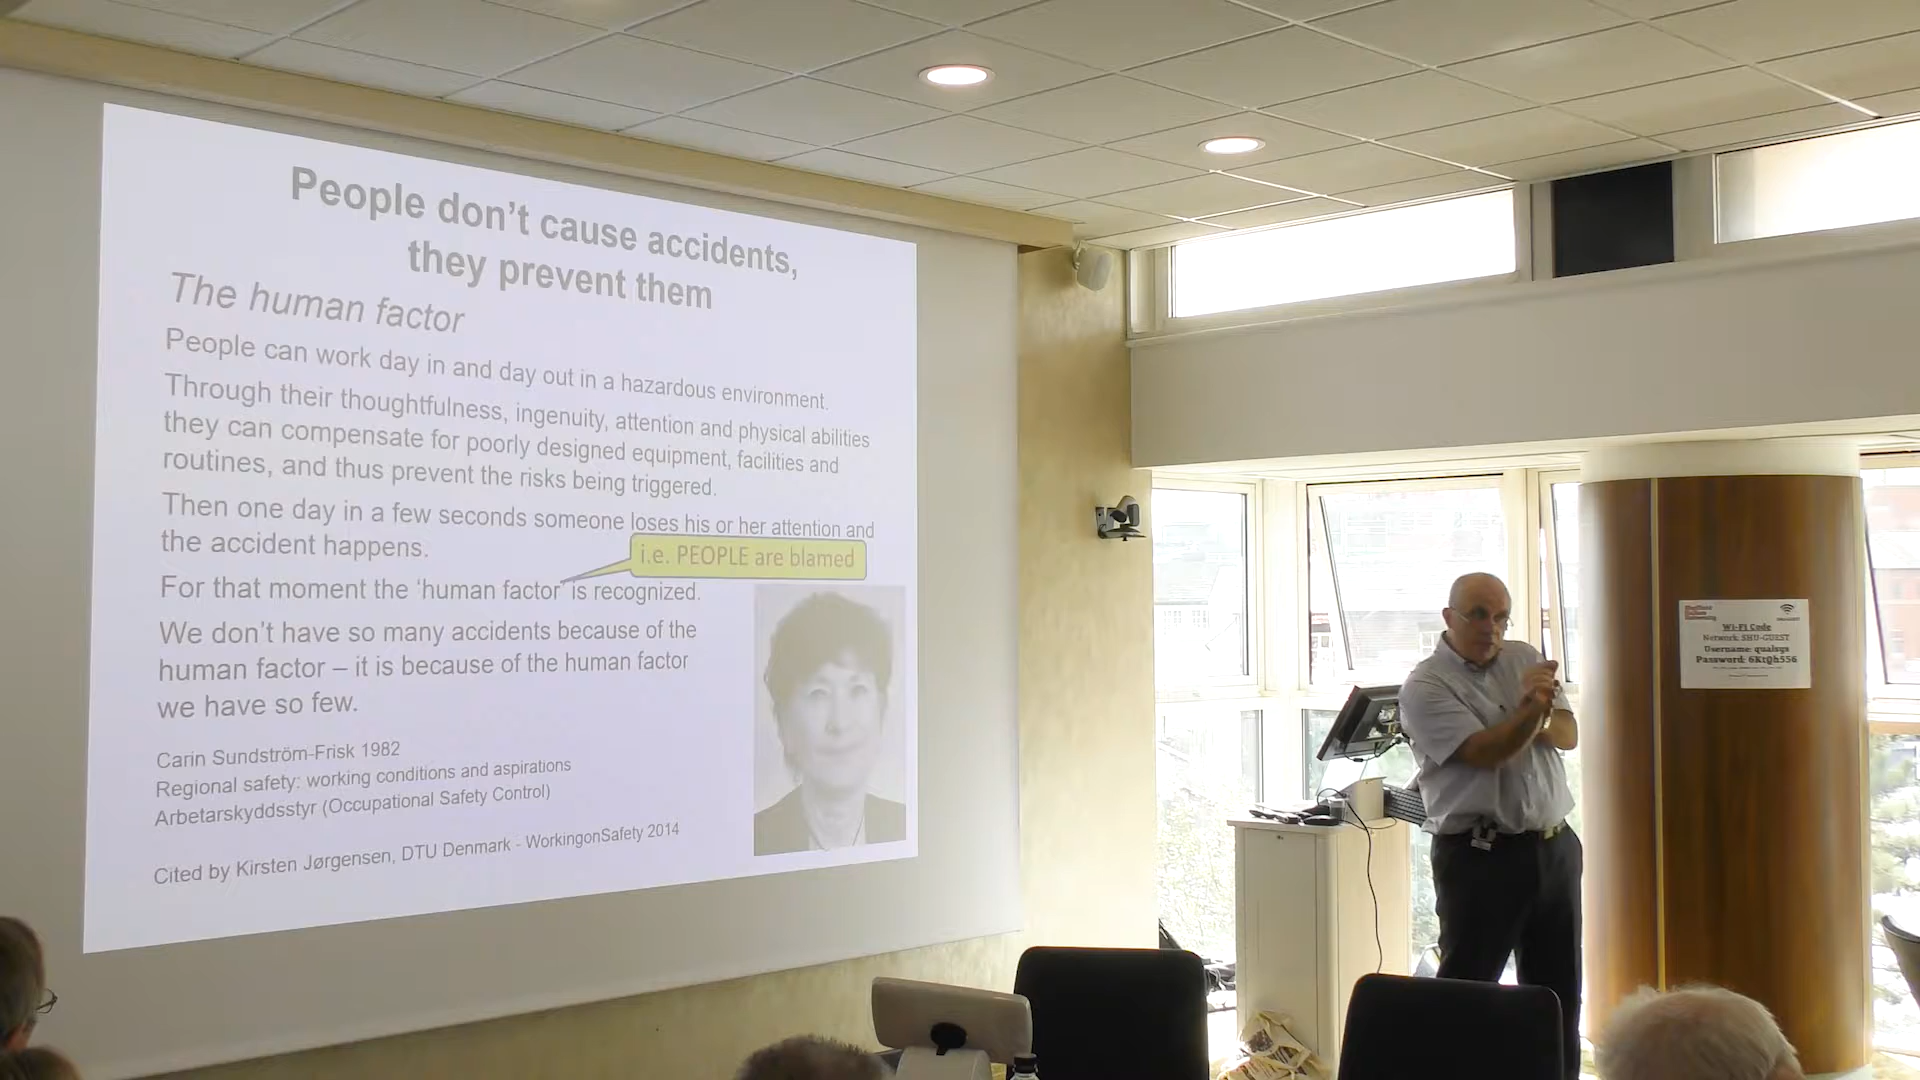 People don't cause accidents,
they prevent them
The human factor
People can work day in and day out in a hazardous environment.
Through their thoughtfulness, ingenuity, attention and physical abilities
they can compensate for poorly designed equipment, facilities and
routines, and thus prevent the risks being triggered.
Then one day in a few seconds someone loses his or her attention and
the accident happens.
i.e. PEOPLE are blamed
For that moment the 'human factor' is recognized.
We don't have so many accidents because of the
human factor – it is because of the human factor
we have so few.
Carin Sundström-Frisk 1982
Regional safety: working conditions and aspirations
Arbetarskyddsstyr (Occupational Safety Control)
Cited by Kirsten Jørgensen, DTU Denmark - WorkingonSafety 2014
Sheffield
Hallam
University
Wi-Fi Code
Network: SHU-GUEST
Username: qualsys
Password: 6KtQh556